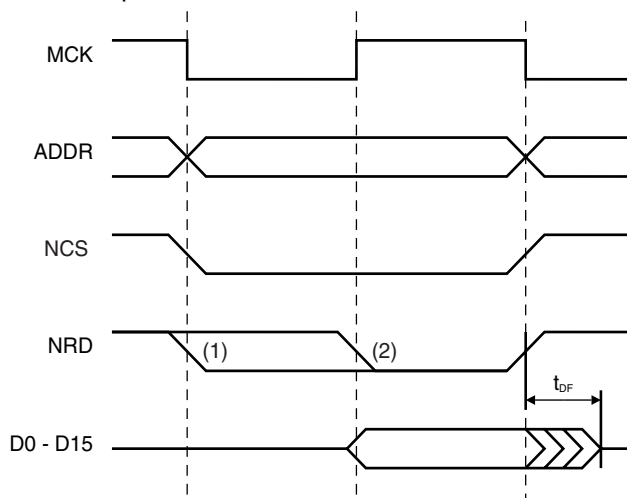 MCK
ADDR
NCS
NRD
(1)
(2)
tDF
D0 - D15